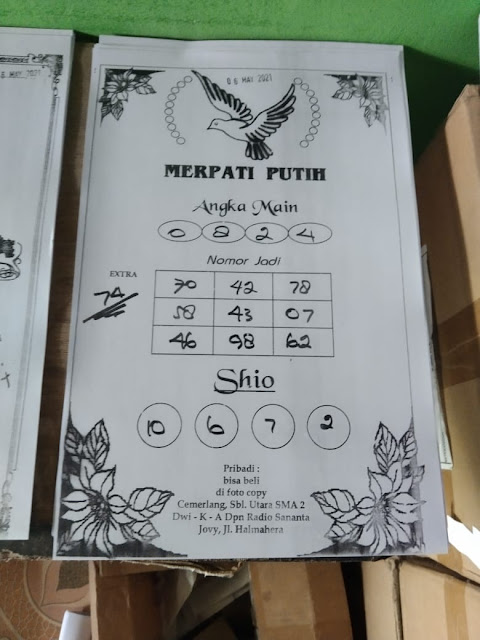 06 MAY 2021
MERPATI PUTIH
Angka Main
0 8 2 4
Nomor Jadi
EXTRA
74
70 42 78
58 43 07
46 98 62
Shio
10 6 7 2
Pribadi :
bisa beli
di foto copy
Cemerlang, Sbl. Utara SMA 2
Dwi - K - A Dpn Radio Sananta
Jovy, Jl. Halmahera